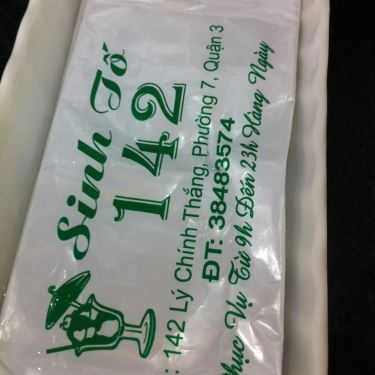 Sinh Tố
142
: 142 Lý Chính Thắng, Phường 7, Quận 3
ĐT: 38483574
Phục Vụ Từ 9h Đến 23h Hàng Ngày